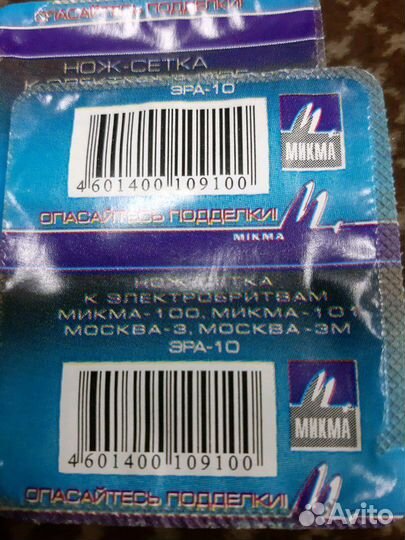 ОПАСАЙТЕСЬ ПОДДЕЛКИ!
НОЖ-СЕТКА
ЭРА-10
МИКМА
4 601400 109100
ОПАСАЙТЕСЬ ПОДДЕЛКИ!
MIKMA
НОЖ-СЕТКА
К ЭЛЕКТРОБРИТВАМ
МИКМА-100, МИКМА-101
МОСКВА-3, МОСКВА-3М
ЭРА-10
МИКМА
4 601400 109100
ОПАСАЙТЕСЬ ПОДДЕЛКИ!
Avito